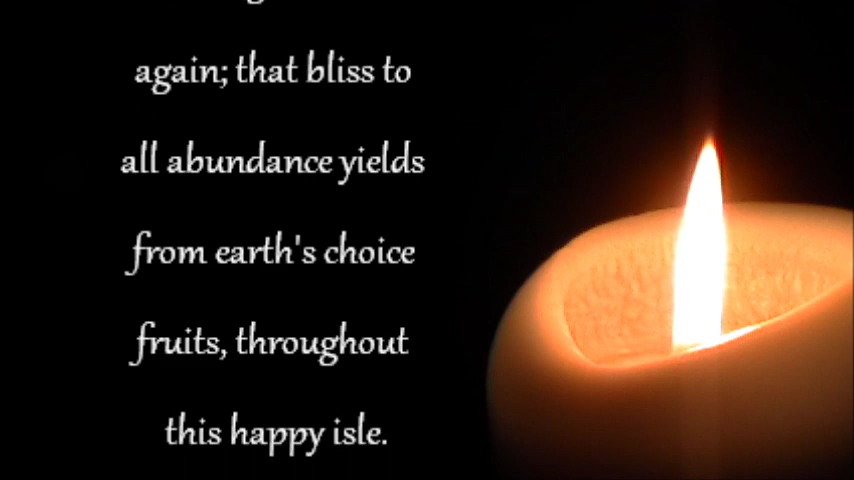 again; that bliss to
all abundance yields
from earth's choice
fruits, throughout
this happy isle.